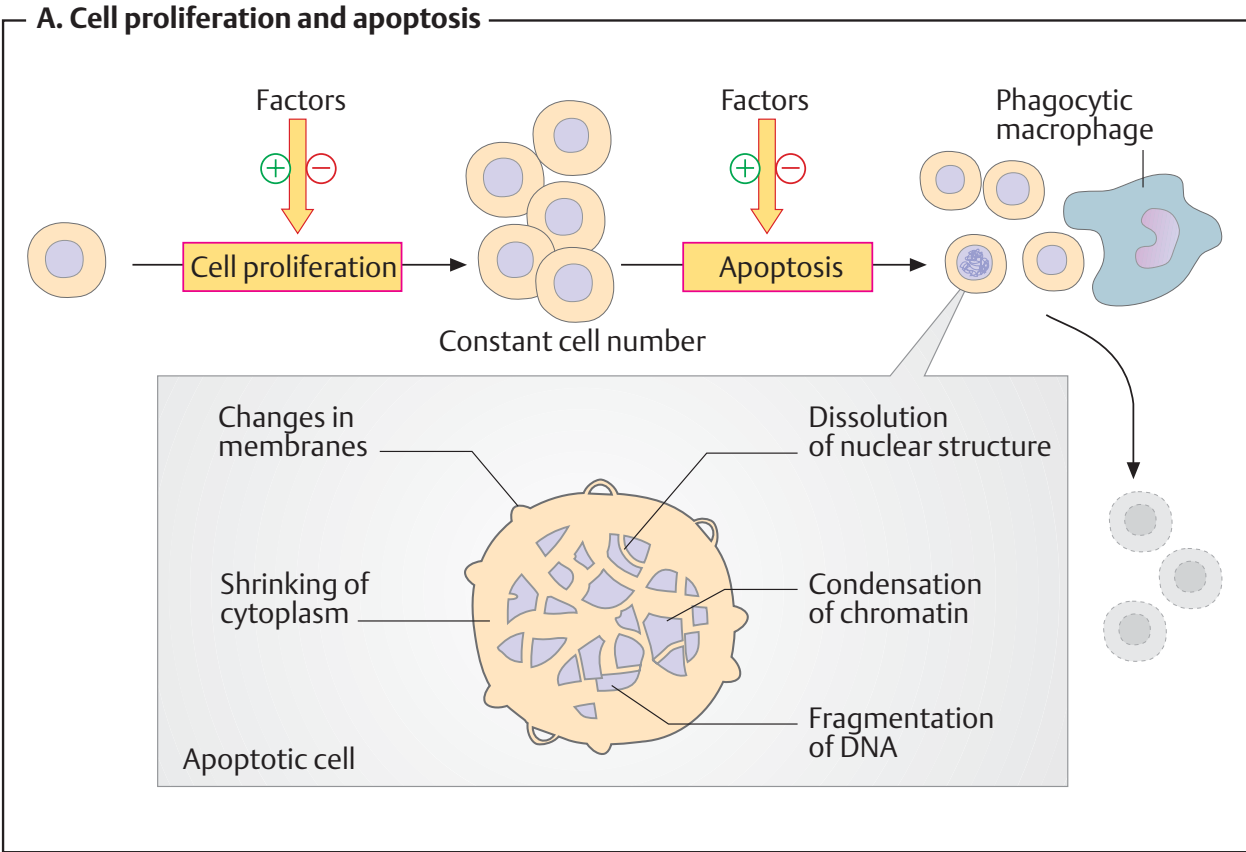 A. Cell proliferation and apoptosis
Factors
Factors
Phagocytic
macrophage
+
−
+
−
Cell proliferation
Apoptosis
Constant cell number
Changes in
membranes
Dissolution
of nuclear structure
Shrinking of
cytoplasm
Condensation
of chromatin
Fragmentation
of DNA
Apoptotic cell